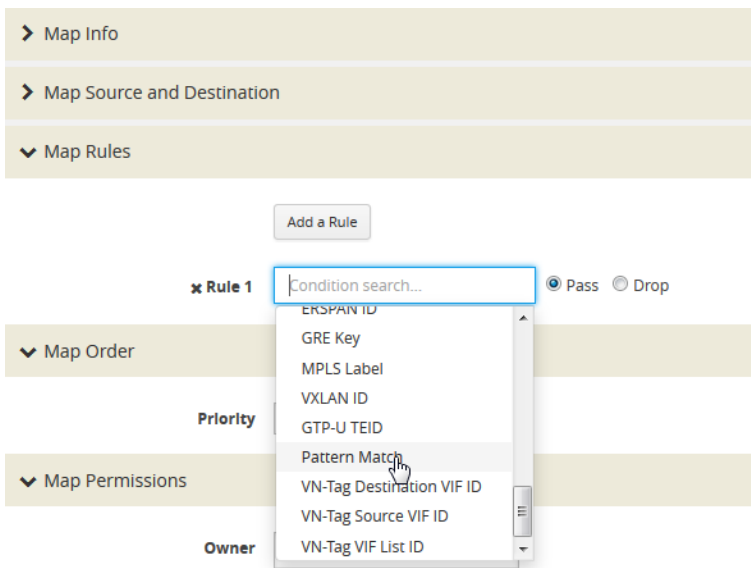 Map Info
Map Source and Destination
Map Rules
Add a Rule
Rule 1 Condition search... Pass Drop
ERSPAN ID
GRE Key
Map Order
MPLS Label
VXLAN ID
Priority
GTP-U TEID
Pattern Match
Map Permissions
VN-Tag Destination VIF ID
VN-Tag Source VIF ID
Owner
VN-Tag VIF List ID